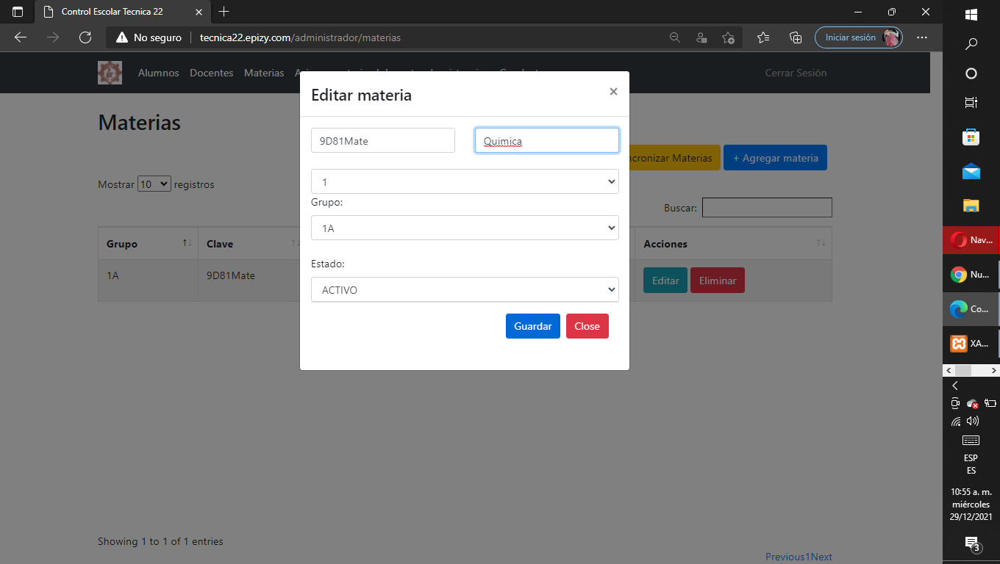 Control Escolar Tecnica 22
No seguro
tecnica22.epizy.com/administrador/materias
Iniciar sesión
Alumnos Docentes Materias
Cerrar Sesión
Editar materia
×
Materias
9D81Mate
Quimica
+ Agregar materia
Materias
Mostrar 10 registros
1
Grupo:
Buscar:
1A
Grupo
Clave
Acciones
Estado:
1A
9D81Mate
ACTIVO
Editar
Eliminar
Guardar
Close
Showing 1 to 1 of 1 entries
Previous1Next
Nav...
Nu...
Co...
XA...
ESP
ES
10:55 a. m.
miércoles
29/12/2021
3